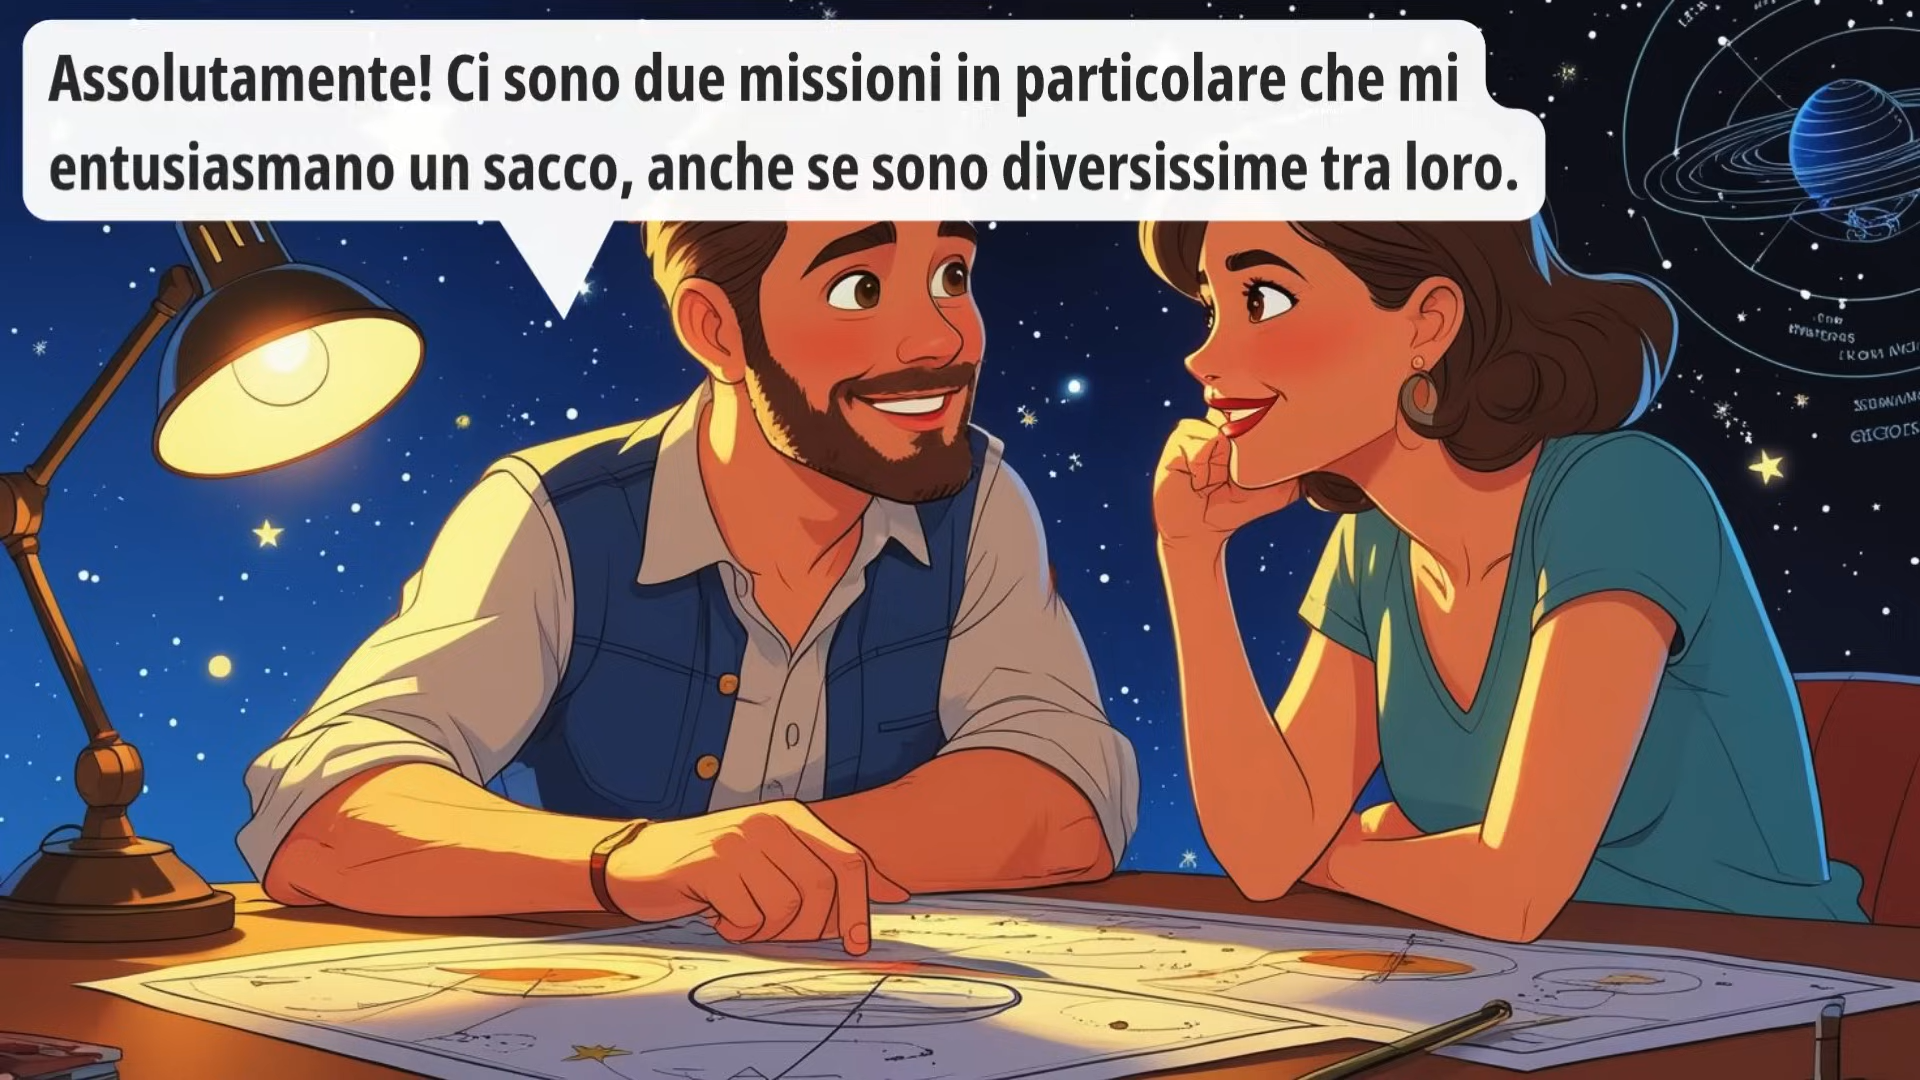 Assolutamente! Ci sono due missioni in particolare che mi
entusiasmano un sacco, anche se sono diversissime tra loro.